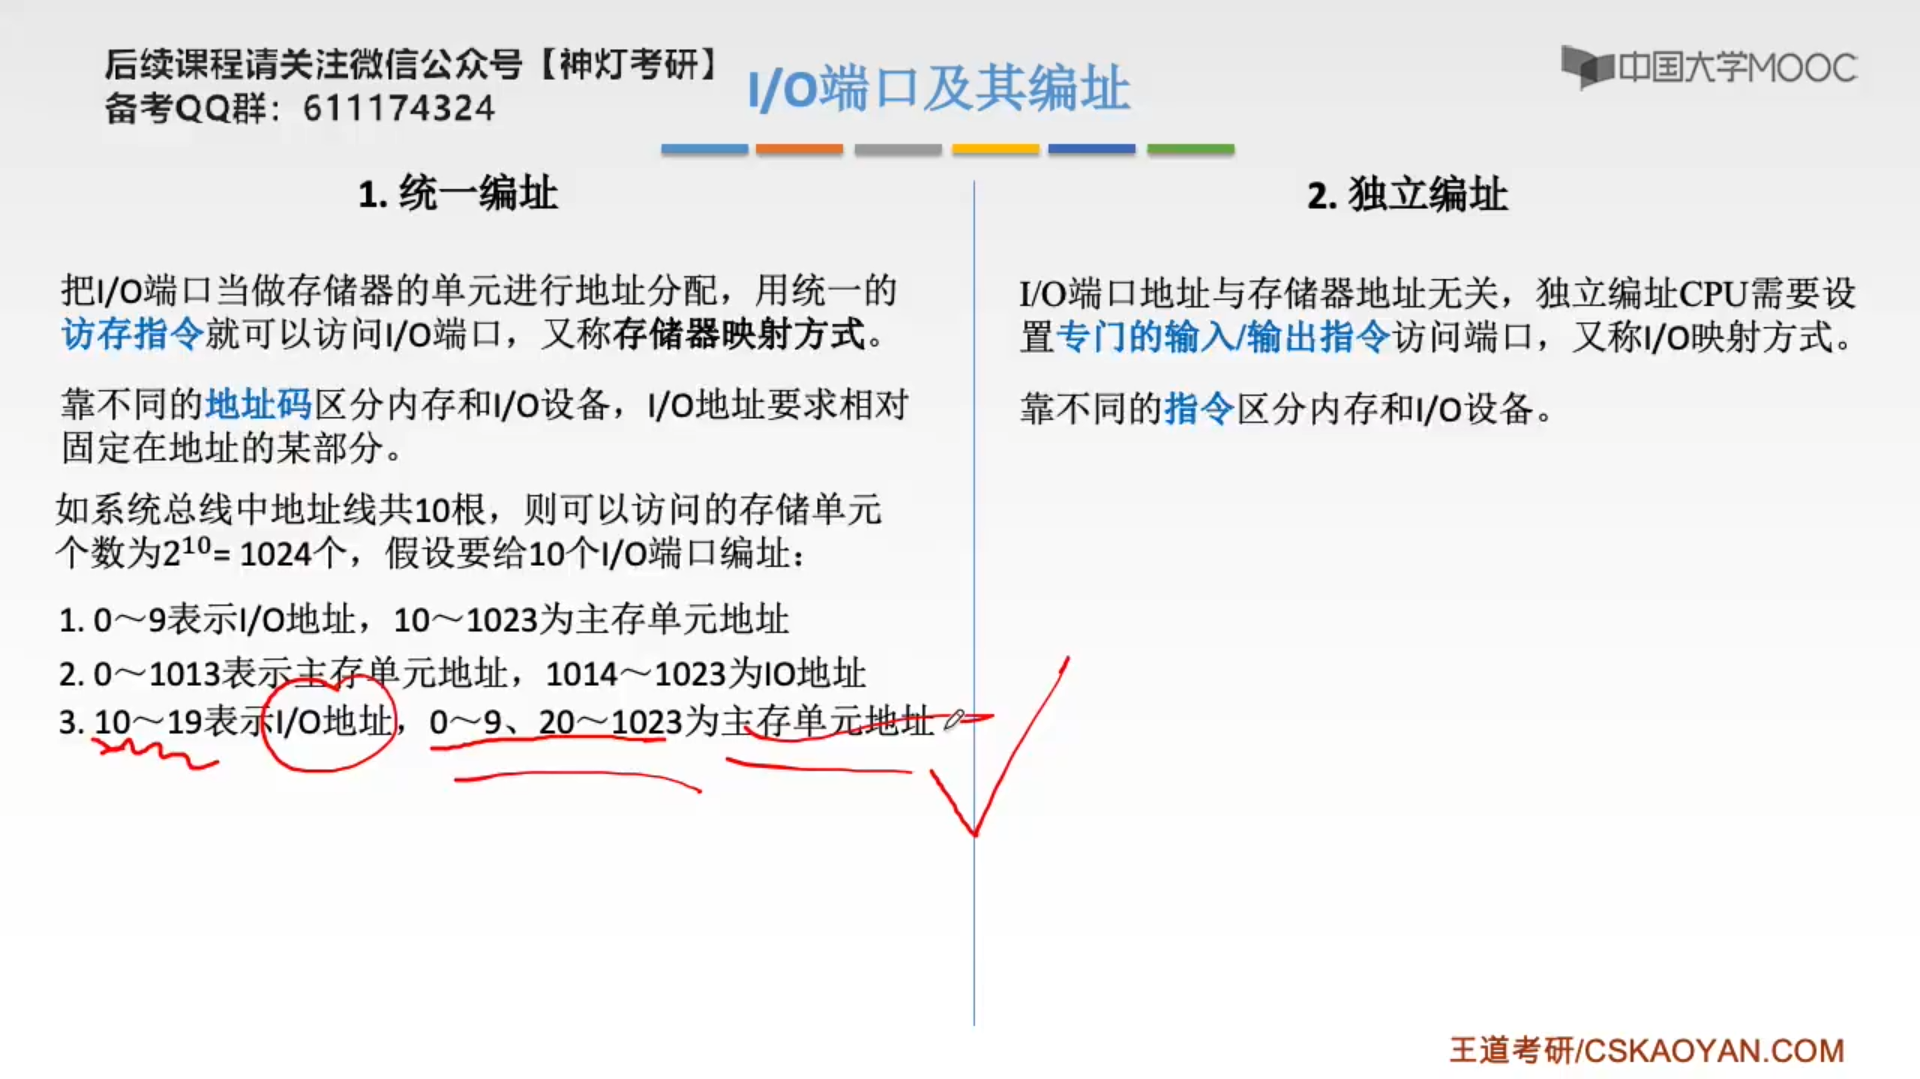 后续课程请关注微信公众号【神灯考研】
备考QQ群：611174324
I/O端口及其编址
中国大学MOOC
1. 统一编址
把I/O端口当做存储器的单元进行地址分配，用统一的
访存指令就可以访问I/O端口，又称存储器映射方式。
靠不同的地址码区分内存和I/O设备，I/O地址要求相对
固定在地址的某部分。
如系统总线中地址线共10根，则可以访问的存储单元
个数为2¹⁰= 1024个，假设要给10个I/O端口编址：
1. 0～9表示I/O地址，10～1023为主存单元地址
2. 0～1013表示主存单元地址，1014～1023为IO地址
3. 10～19表示I/O地址，0～9、20～1023为主存单元地址
2. 独立编址
I/O端口地址与存储器地址无关，独立编址CPU需要设
置专门的输入/输出指令访问端口，又称I/O映射方式。
靠不同的指令区分内存和I/O设备。
王道考研/CSKAOYAN.COM